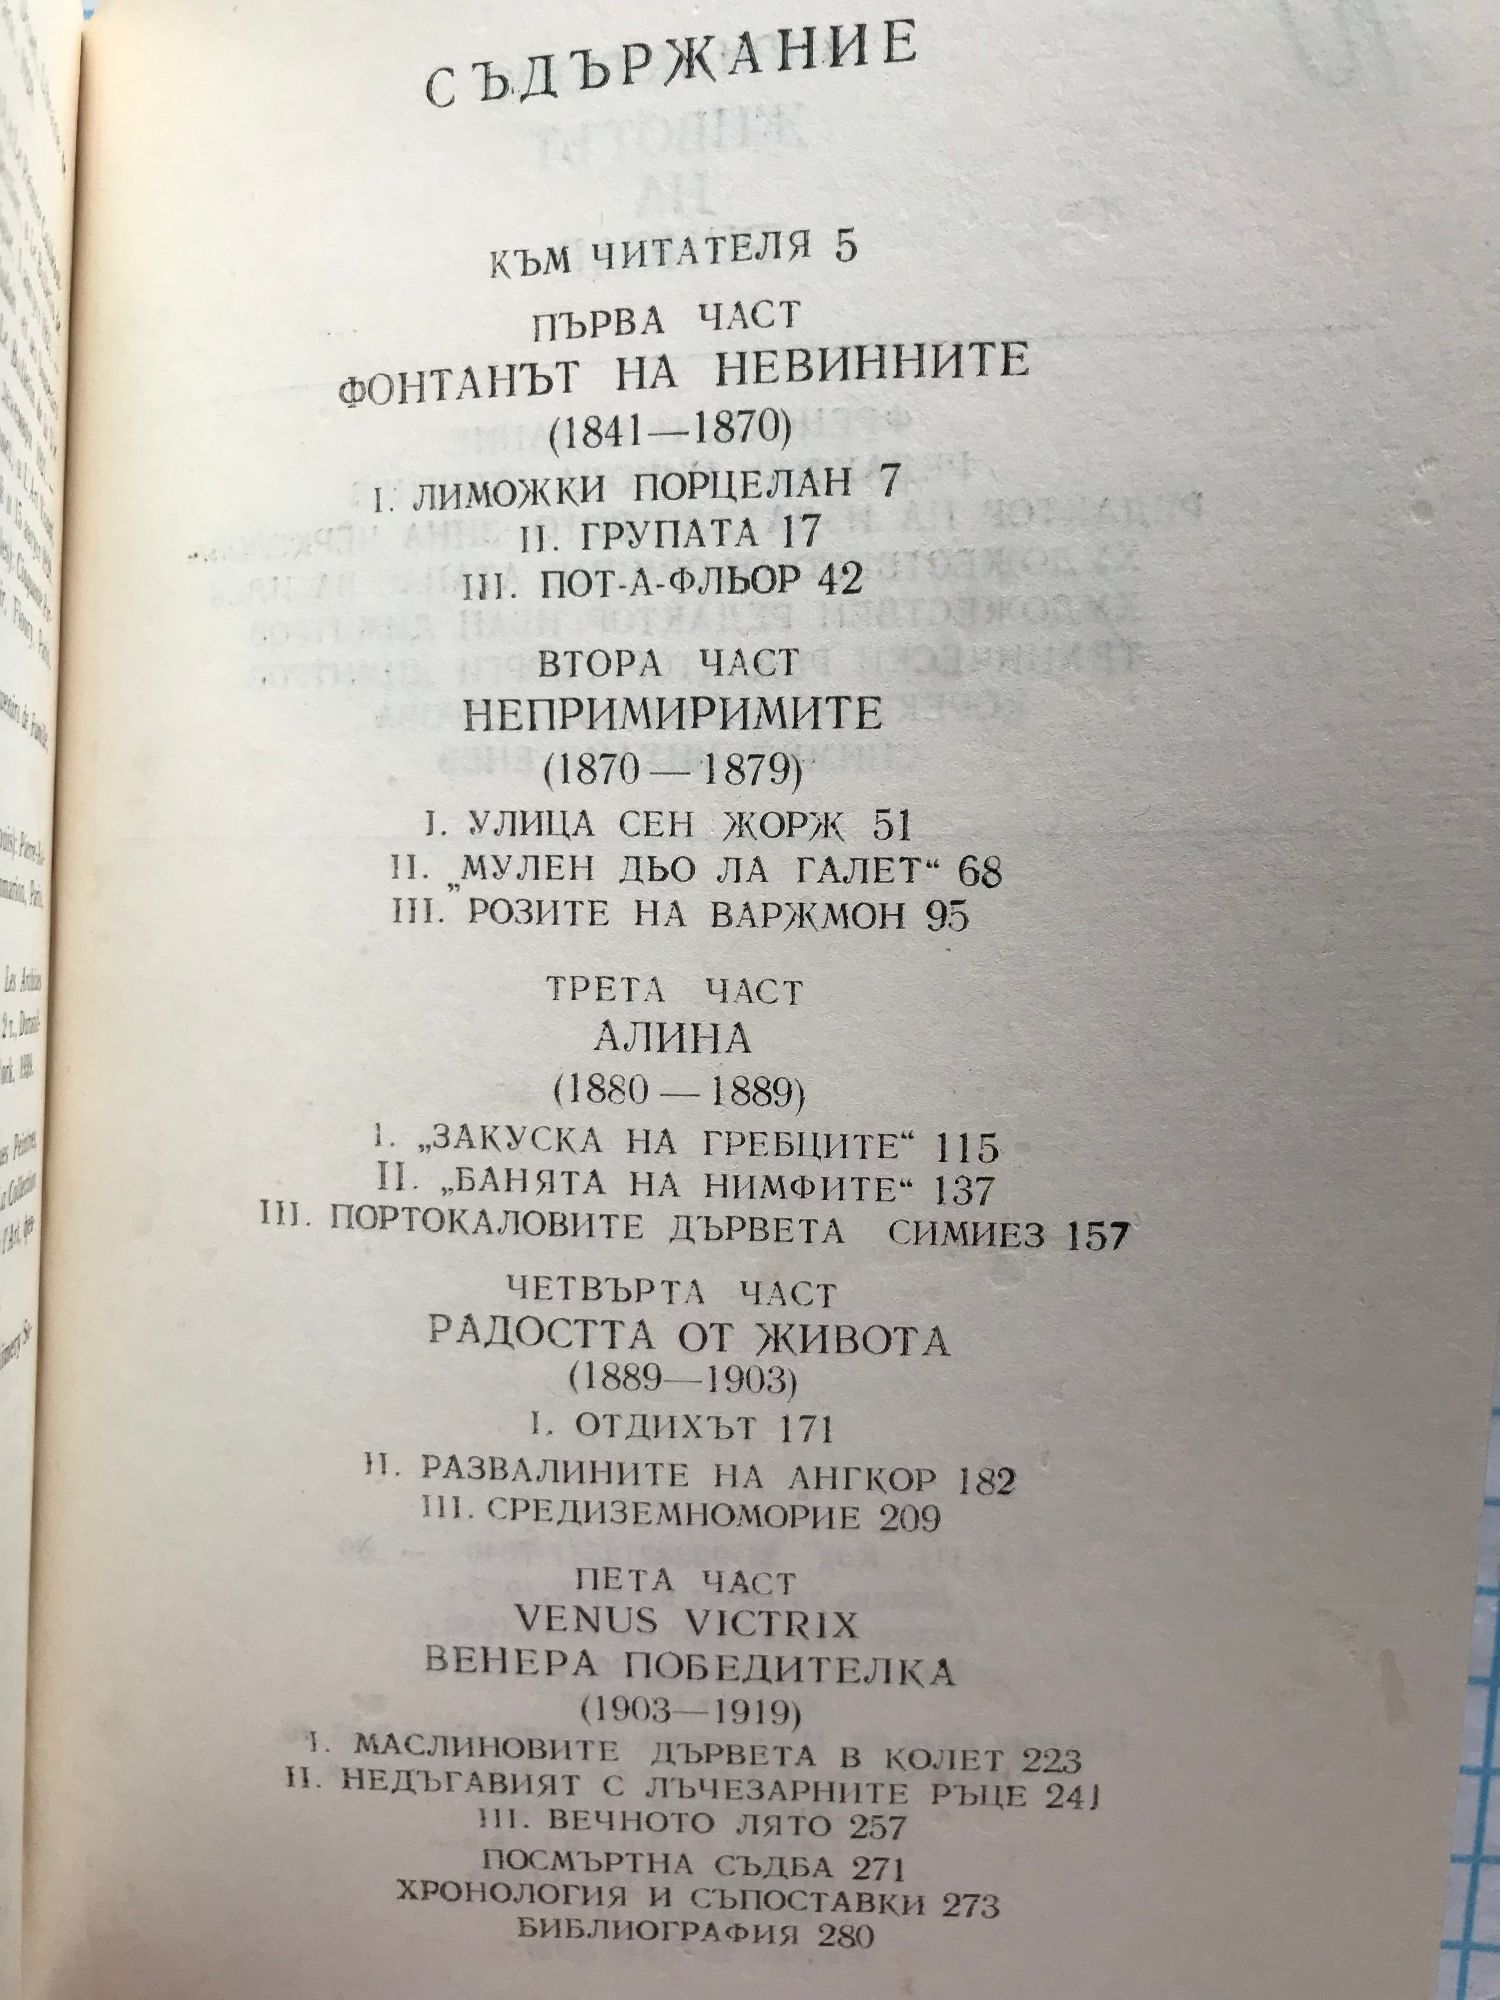 СЪДЪРЖАНИЕ
КЪМ ЧИТАТЕЛЯ 5
ПЪРВА ЧАСТ
ФОНТАНЪТ НА НЕВИННИТЕ
(1841—1870)
I. ЛИМОЖКИ ПОРЦЕЛАН 7
II. ГРУПАТА 17
III. ПОТ-А-ФЛЬОР 42
ВТОРА ЧАСТ
НЕПРИМИРИМИТЕ
(1870 — 1879)
I. УЛИЦА СЕН ЖОРЖ 51
II. „МУЛЕН ДЬО ЛА ГАЛЕТ“ 68
III. РОЗИТЕ НА ВАРЖМОН 95
ТРЕТА ЧАСТ
АЛИНА
(1880 — 1889)
I. „ЗАКУСКА НА ГРЕБЦИТЕ“ 115
II. „БАНЯТА НА НИМФИТЕ“ 137
III. ПОРТОКАЛОВИТЕ ДЪРВЕТА СИМИЕЗ 157
ЧЕТВЪРТА ЧАСТ
РАДОСТТА ОТ ЖИВОТА
(1889—1903)
I. ОТДИХЪТ 171
II. РАЗВАЛИНИТЕ НА АНГКОР 182
III. СРЕДИЗЕМНОМОРИЕ 209
ПЕТА ЧАСТ
VENUS VICTRIX
ВЕНЕРА ПОБЕДИТЕЛКА
(1903—1919)
I. МАСЛИНОВИТЕ ДЪРВЕТА В КОЛЕТ 223
II. НЕДЪГАВИЯТ С ЛЪЧЕЗАРНИТЕ РЪЦЕ 241
III. ВЕЧНОТО ЛЯТО 257
ПОСМЪРТНА СЪДБА 271
ХРОНОЛОГИЯ И СЪПОСТАВКИ 273
БИБЛИОГРАФИЯ 280